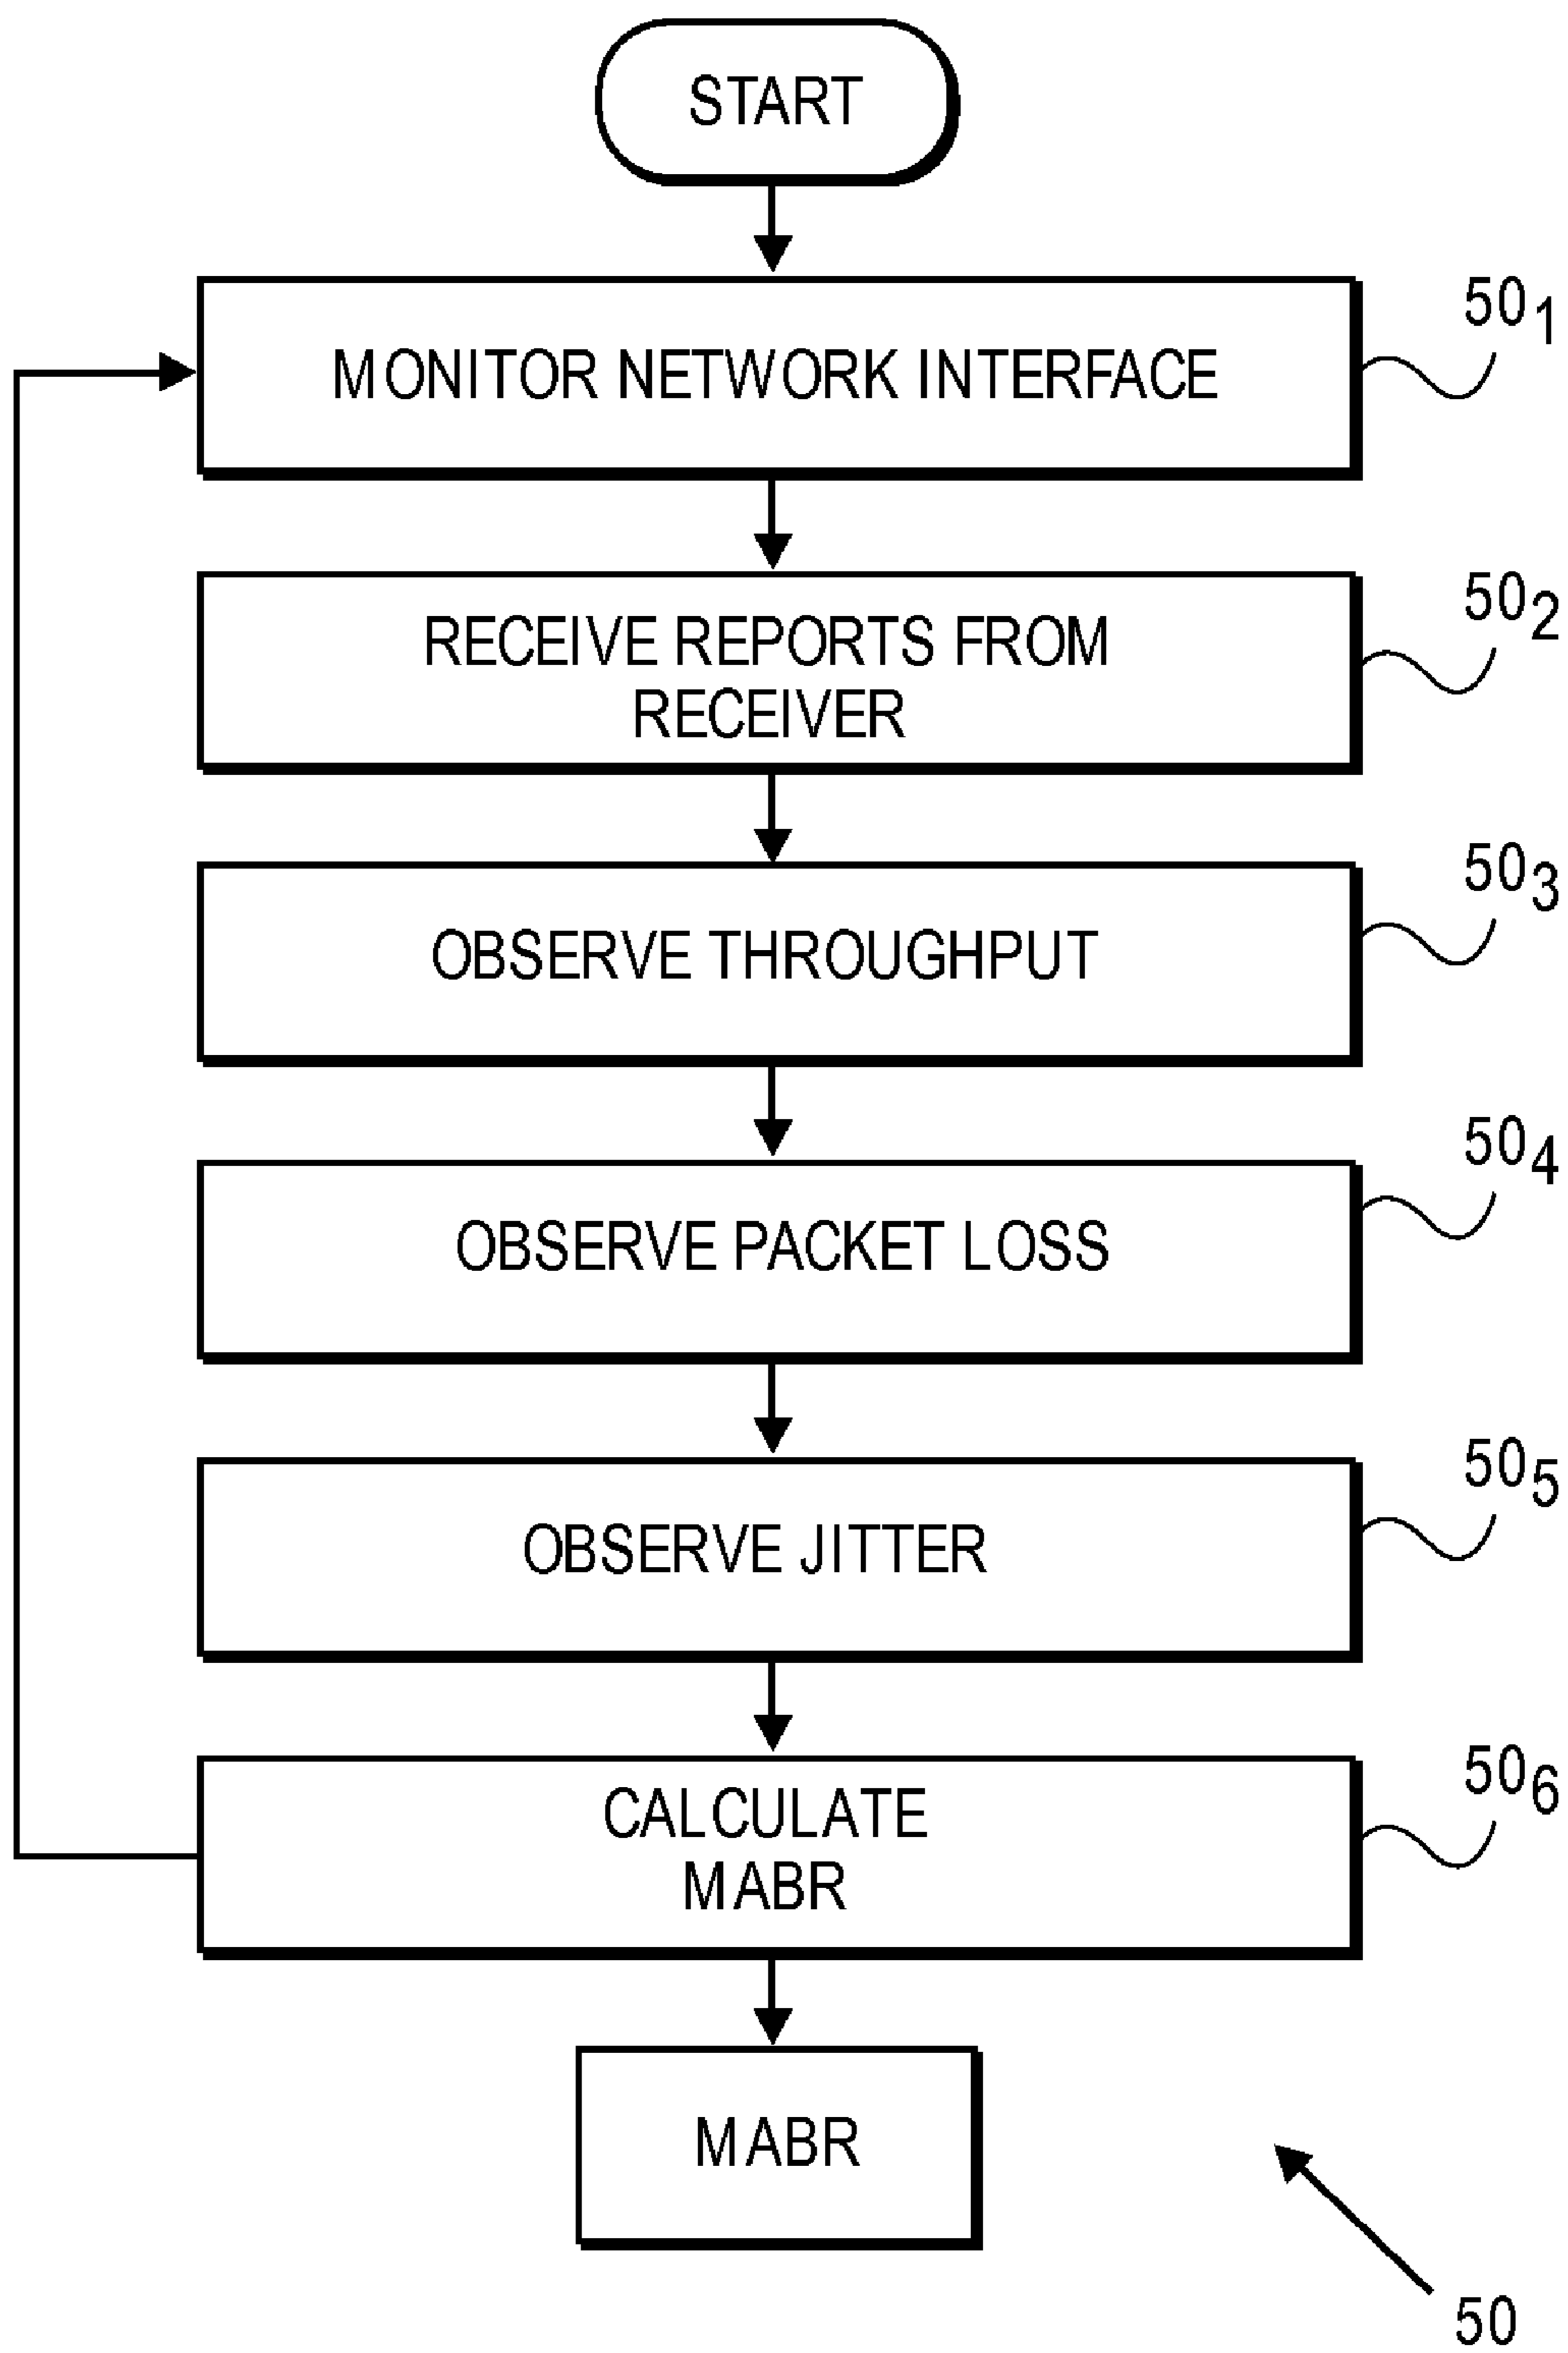 START
MONITOR NETWORK INTERFACE
50₁
RECEIVE REPORTS FROM
RECEIVER
50₂
OBSERVE THROUGHPUT
50₃
OBSERVE PACKET LOSS
50₄
OBSERVE JITTER
50₅
CALCULATE
MABR
50₆
MABR
50